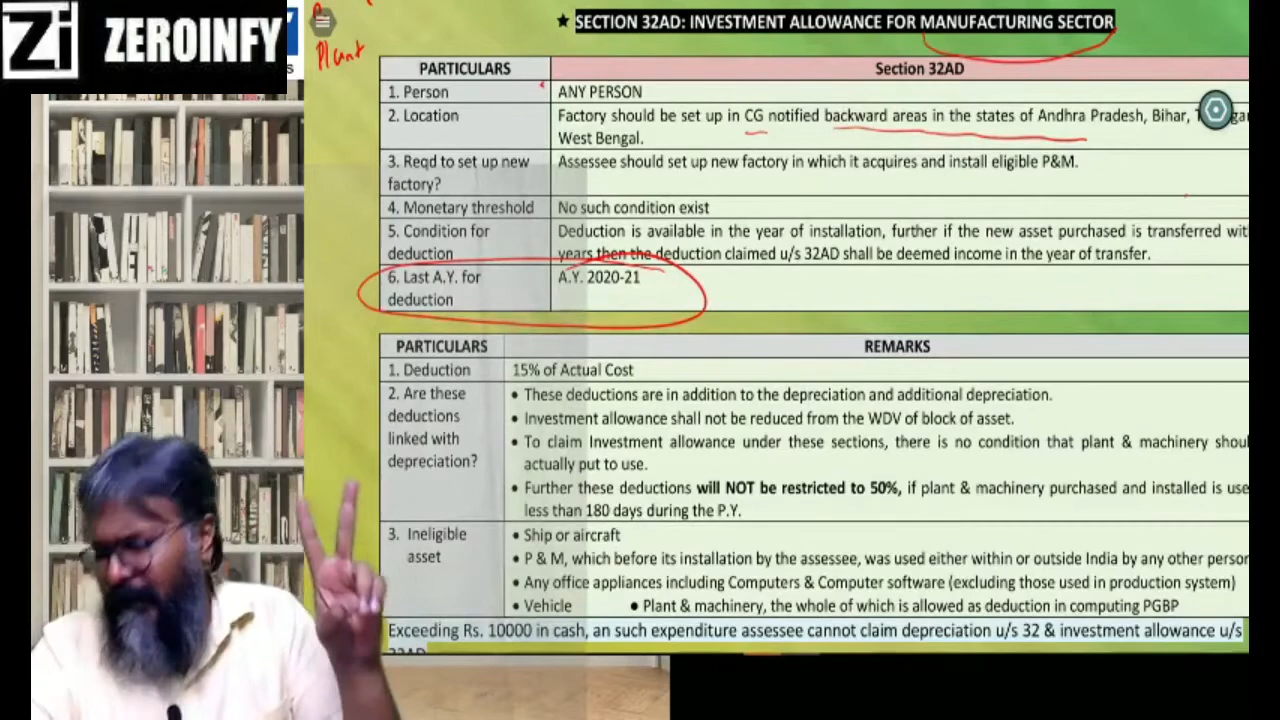 Zi ZEROINFY
s
Plant
★ SECTION 32AD: INVESTMENT ALLOWANCE FOR MANUFACTURING SECTOR
PARTICULARS Section 32AD
1. Person ANY PERSON
2. Location Factory should be set up in CG notified backward areas in the states of Andhra Pradesh, Bihar,
West Bengal.
3. Reqd to set up new Assessee should set up new factory in which it acquires and install eligible P&M.
factory?
4. Monetary threshold No such condition exist
5. Condition for Deduction is available in the year of installation, further if the new asset purchased is transferred wit
deduction years then the deduction claimed u/s 32AD shall be deemed income in the year of transfer.
6. Last A.Y. for A.Y. 2020-21
deduction
PARTICULARS REMARKS
1. Deduction 15% of Actual Cost
2. Are these • These deductions are in addition to the depreciation and additional depreciation.
deductions • Investment allowance shall not be reduced from the WDV of block of asset.
linked with • To claim Investment allowance under these sections, there is no condition that plant & machinery shoul
depreciation? actually put to use.
• Further these deductions will NOT be restricted to 50%, if plant & machinery purchased and installed is use
less than 180 days during the P.Y.
3. Ineligible • Ship or aircraft
asset • P & M, which before its installation by the assessee, was used either within or outside India by any other person
• Any office appliances including Computers & Computer software (excluding those used in production system)
• Vehicle • Plant & machinery, the whole of which is allowed as deduction in computing PGBP
Exceeding Rs. 10000 in cash, an such expenditure assessee cannot claim depreciation u/s 32 & investment allowance u/s
32AD